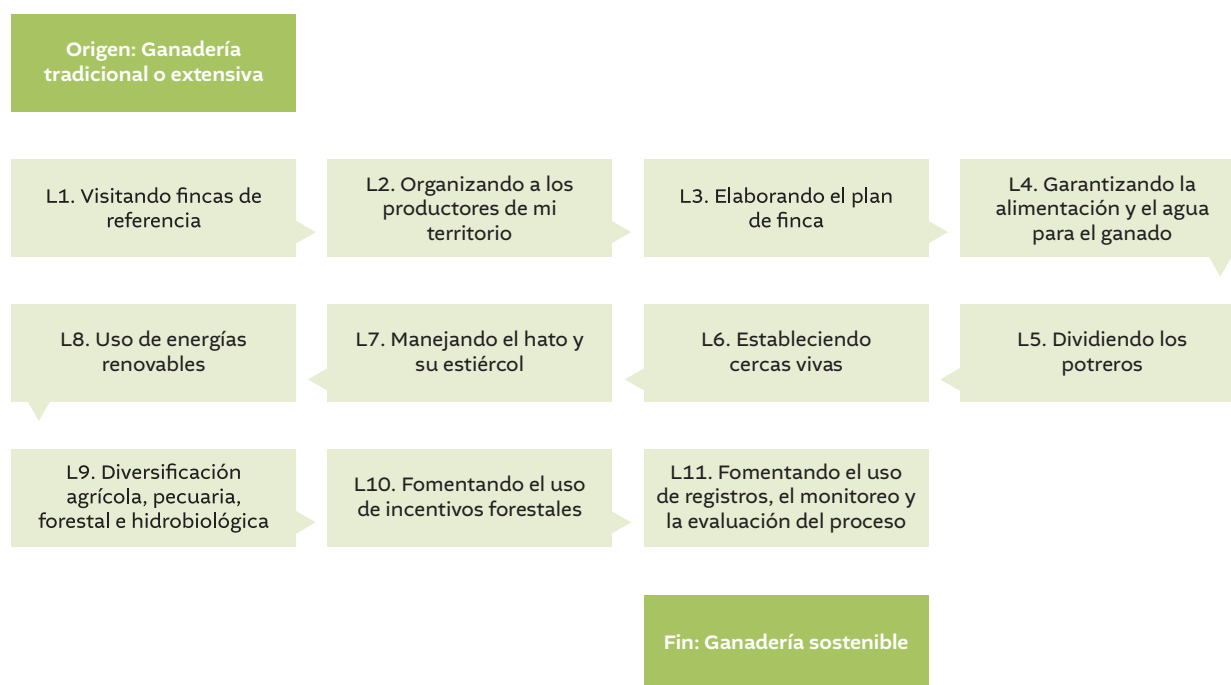 Origen: Ganadería
tradicional o extensiva
L1. Visitando fincas de
referencia
L2. Organizando a los
productores de mi
territorio
L3. Elaborando el plan
de finca
L4. Garantizando la
alimentación y el agua
para el ganado
L5. Dividiendo los
potreros
L6. Estableciendo
cercas vivas
L7. Manejando el hato y
su estiércol
L8. Uso de energías
renovables
L9. Diversificación
agrícola, pecuaria,
forestal e hidrobiológica
L10. Fomentando el uso
de incentivos forestales
L11. Fomentando el uso
de registros, el monitoreo y
la evaluación del proceso
Fin: Ganadería sostenible